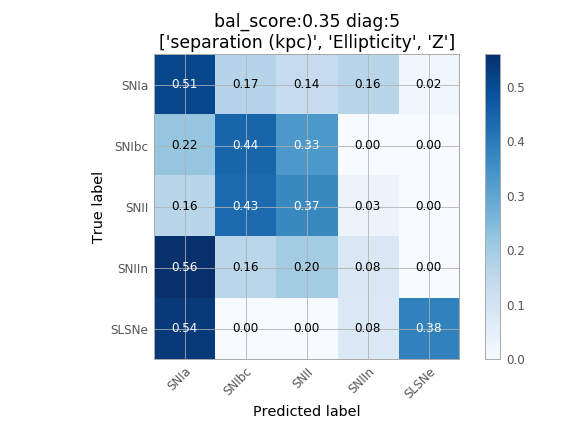 bal_score:0.35 diag:5
['separation (kpc)', 'Ellipticity', 'Z']
SNIa 0.51 0.17 0.14 0.16 0.02
SNIbc 0.22 0.44 0.33 0.00 0.00
SNII 0.16 0.43 0.37 0.03 0.00
SNIIn 0.56 0.16 0.20 0.08 0.00
SLSNe 0.54 0.00 0.00 0.08 0.38
SNIa SNIbc SNII SNIIn SLSNe
Predicted label
True label
0.5
0.4
0.3
0.2
0.1
0.0